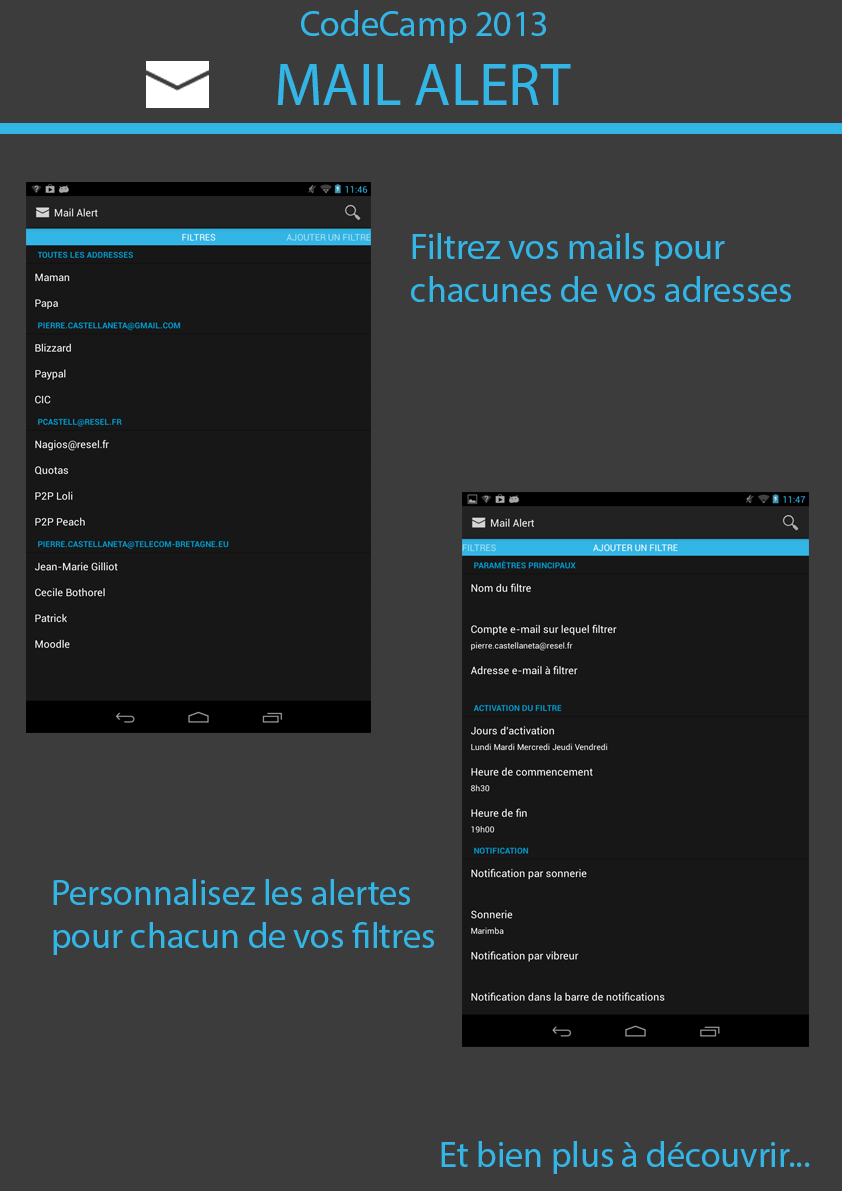 CodeCamp 2013
MAIL ALERT
11:46
Mail Alert
FILTRES AJOUTER UN FILTRE
TOUTES LES ADDRESSES
Maman
Papa
PIERRE.CASTELLANETA@GMAIL.COM
Blizzard
Paypal
CIC
PCASTELL@RESEL.FR
Nagios@resel.fr
Quotas
P2P Loli
P2P Peach
PIERRE.CASTELLANETA@TELECOM-BRETAGNE.EU
Jean-Marie Gilliot
Cecile Bothorel
Patrick
Moodle
Filtrez vos mails pour
chacunes de vos adresses
11:47
Mail Alert
FILTRES AJOUTER UN FILTRE
PARAMÈTRES PRINCIPAUX
Nom du filtre
Compte e-mail sur lequel filtrer
pierre.castellaneta@resel.fr
Adresse e-mail à filtrer
ACTIVATION DU FILTRE
Jours d'activation
Lundi Mardi Mercredi Jeudi Vendredi
Heure de commencement
8h30
Heure de fin
19h00
NOTIFICATION
Notification par sonnerie
Sonnerie
Marimba
Notification par vibreur
Notification dans la barre de notifications
Personnalisez les alertes
pour chacun de vos filtres
Et bien plus à découvrir...